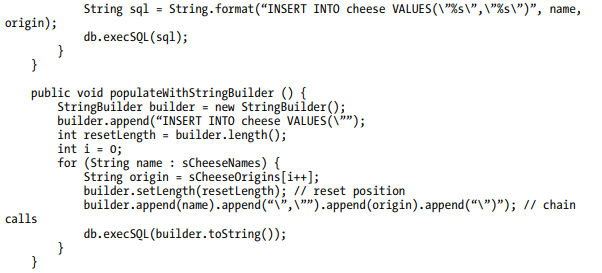 String sql = String.format(“INSERT INTO cheese VALUES(\”%s\”,\”%s\”)”, name,
origin);
db.execSQL(sql);
}
}
public void populateWithStringBuilder () {
StringBuilder builder = new StringBuilder();
builder.append(“INSERT INTO cheese VALUES(\””);
int resetLength = builder.length();
int i = 0;
for (String name : sCheeseNames) {
String origin = sCheeseOrigins[i++];
builder.setLength(resetLength); // reset position
builder.append(name).append(“\”,\””).append(origin).append(“\”)”); // chain
calls
db.execSQL(builder.toString());
}
}